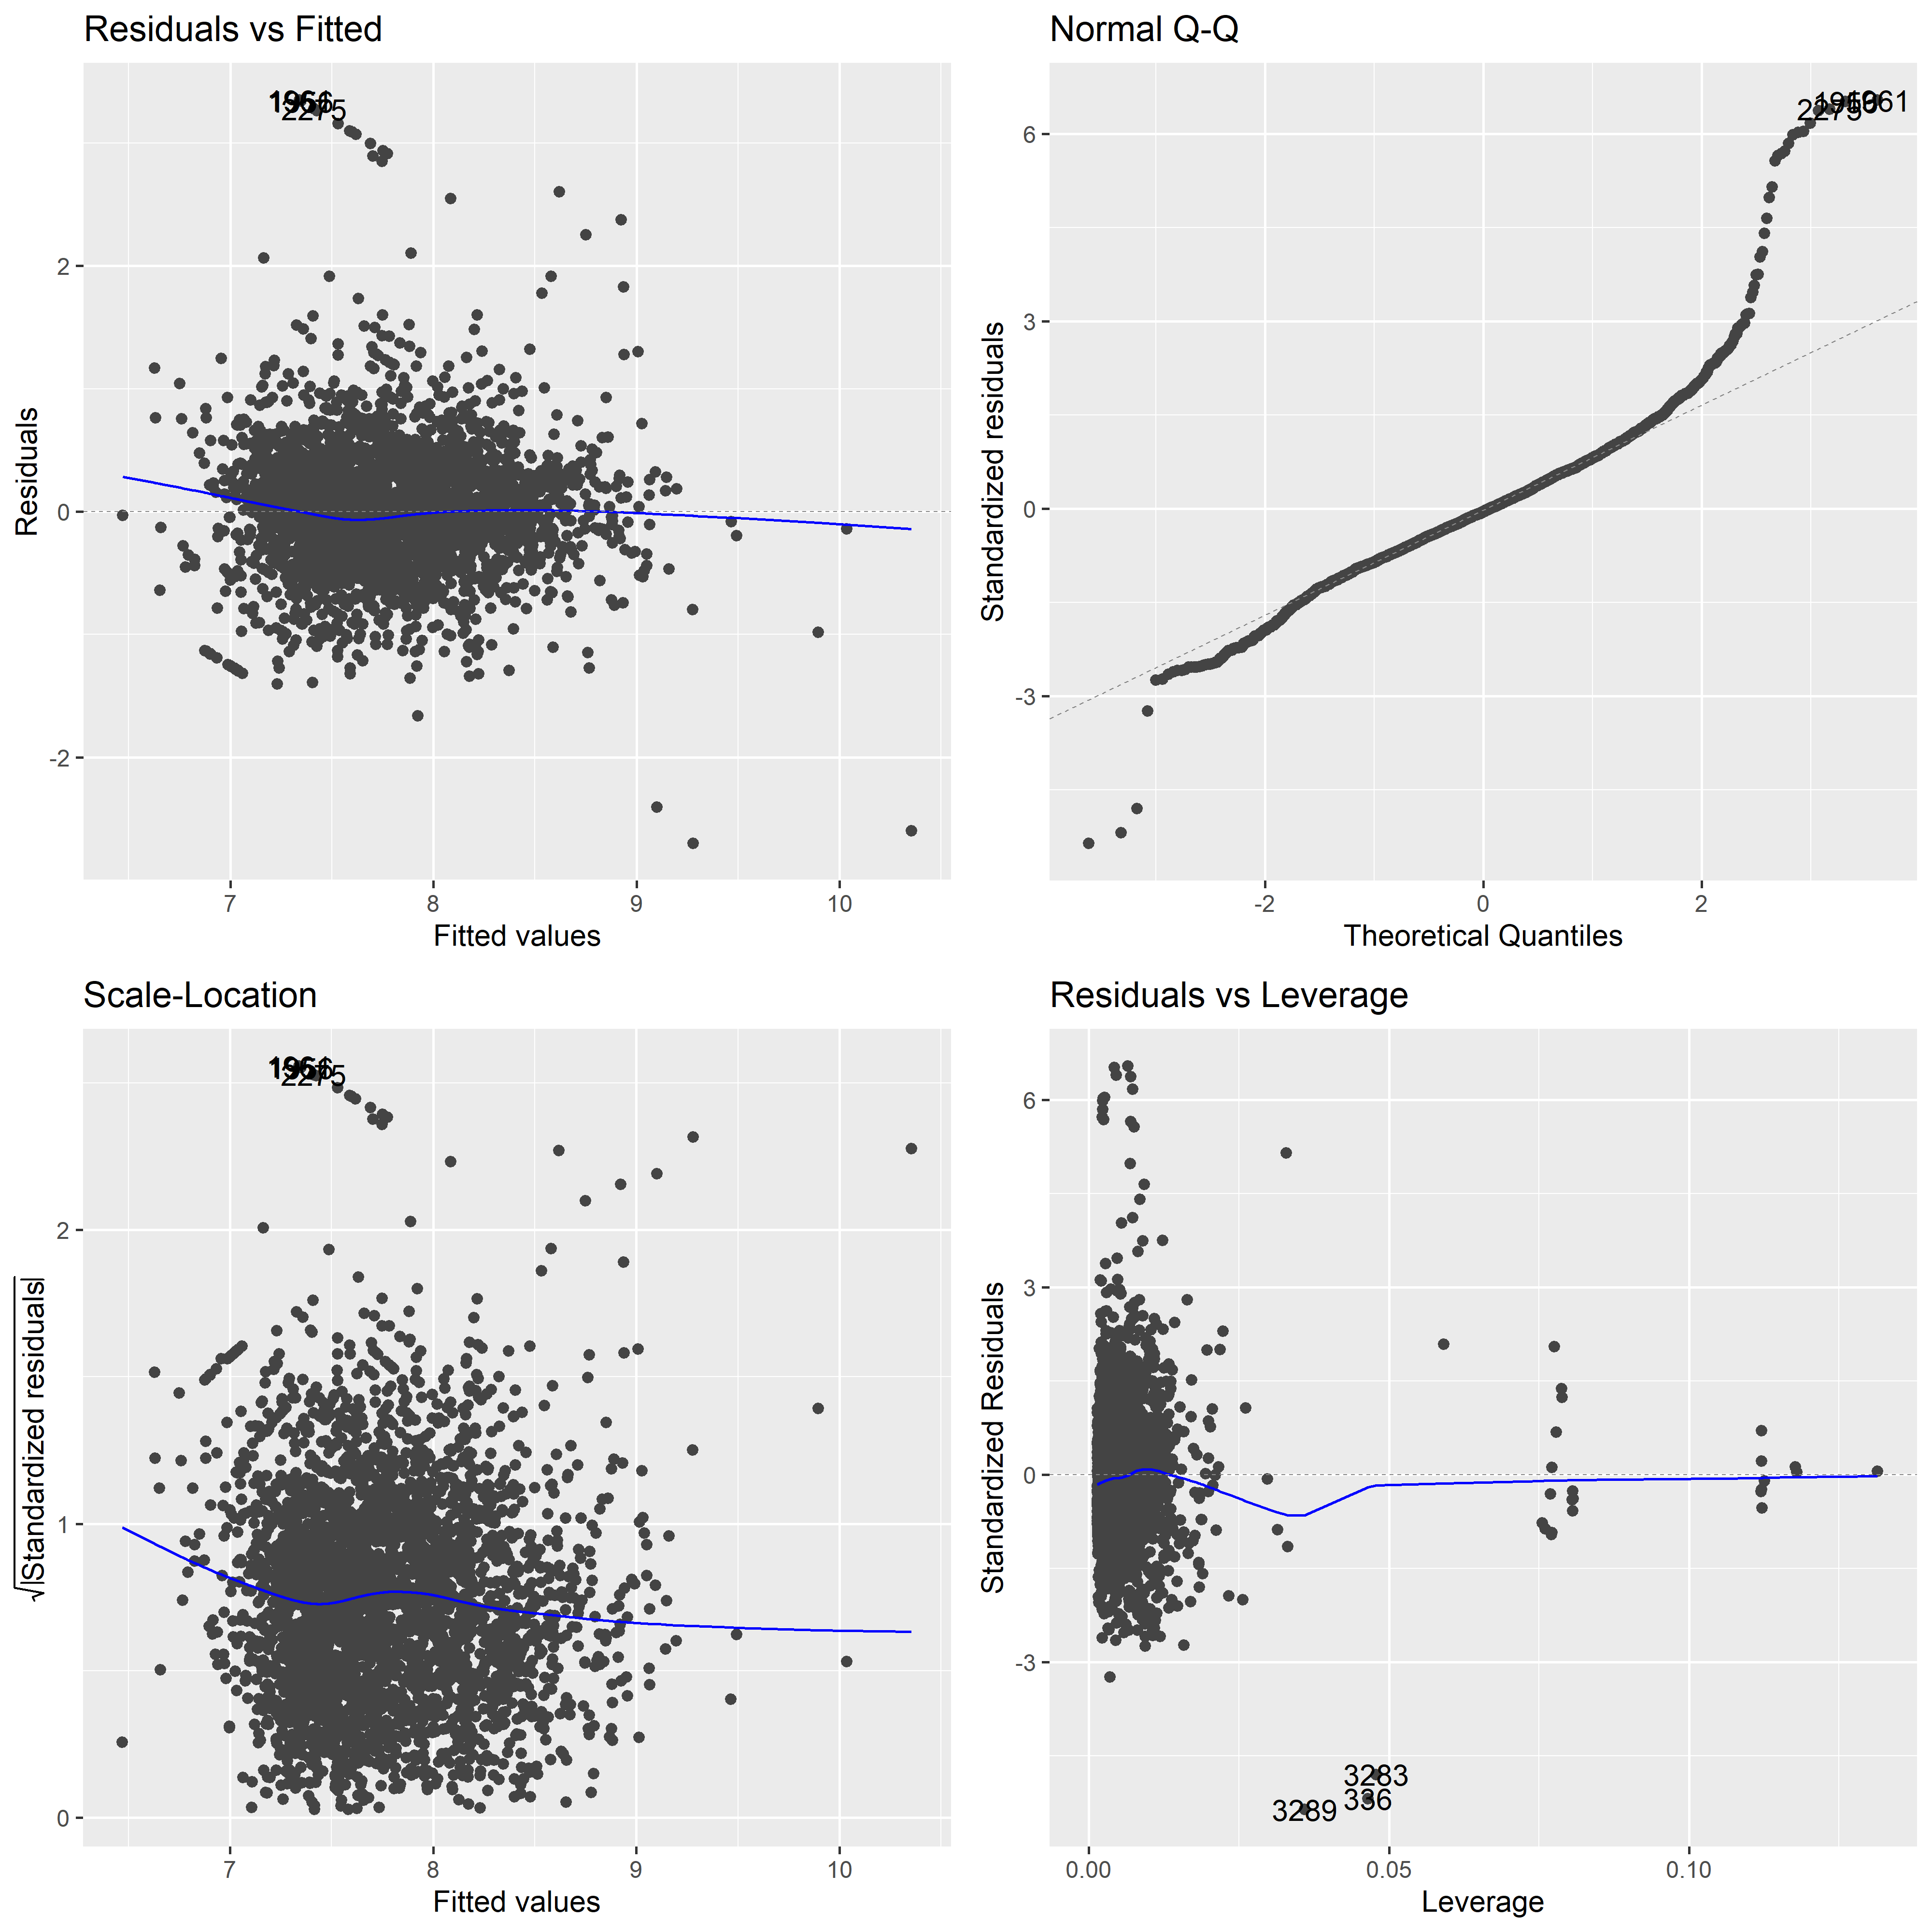 Residuals vs Fitted
2275
2
0
-2
7
8
9
10
Residuals
Fitted values
Normal Q-Q
6
3
0
-3
-2
0
2
Standardized residuals
Theoretical Quantiles
Scale-Location
2275
2
1
0
7
8
9
10
√|Standardized residuals|
Fitted values
Residuals vs Leverage
6
3
0
-3
3283
336
3289
0.00
0.05
0.10
Standardized Residuals
Leverage